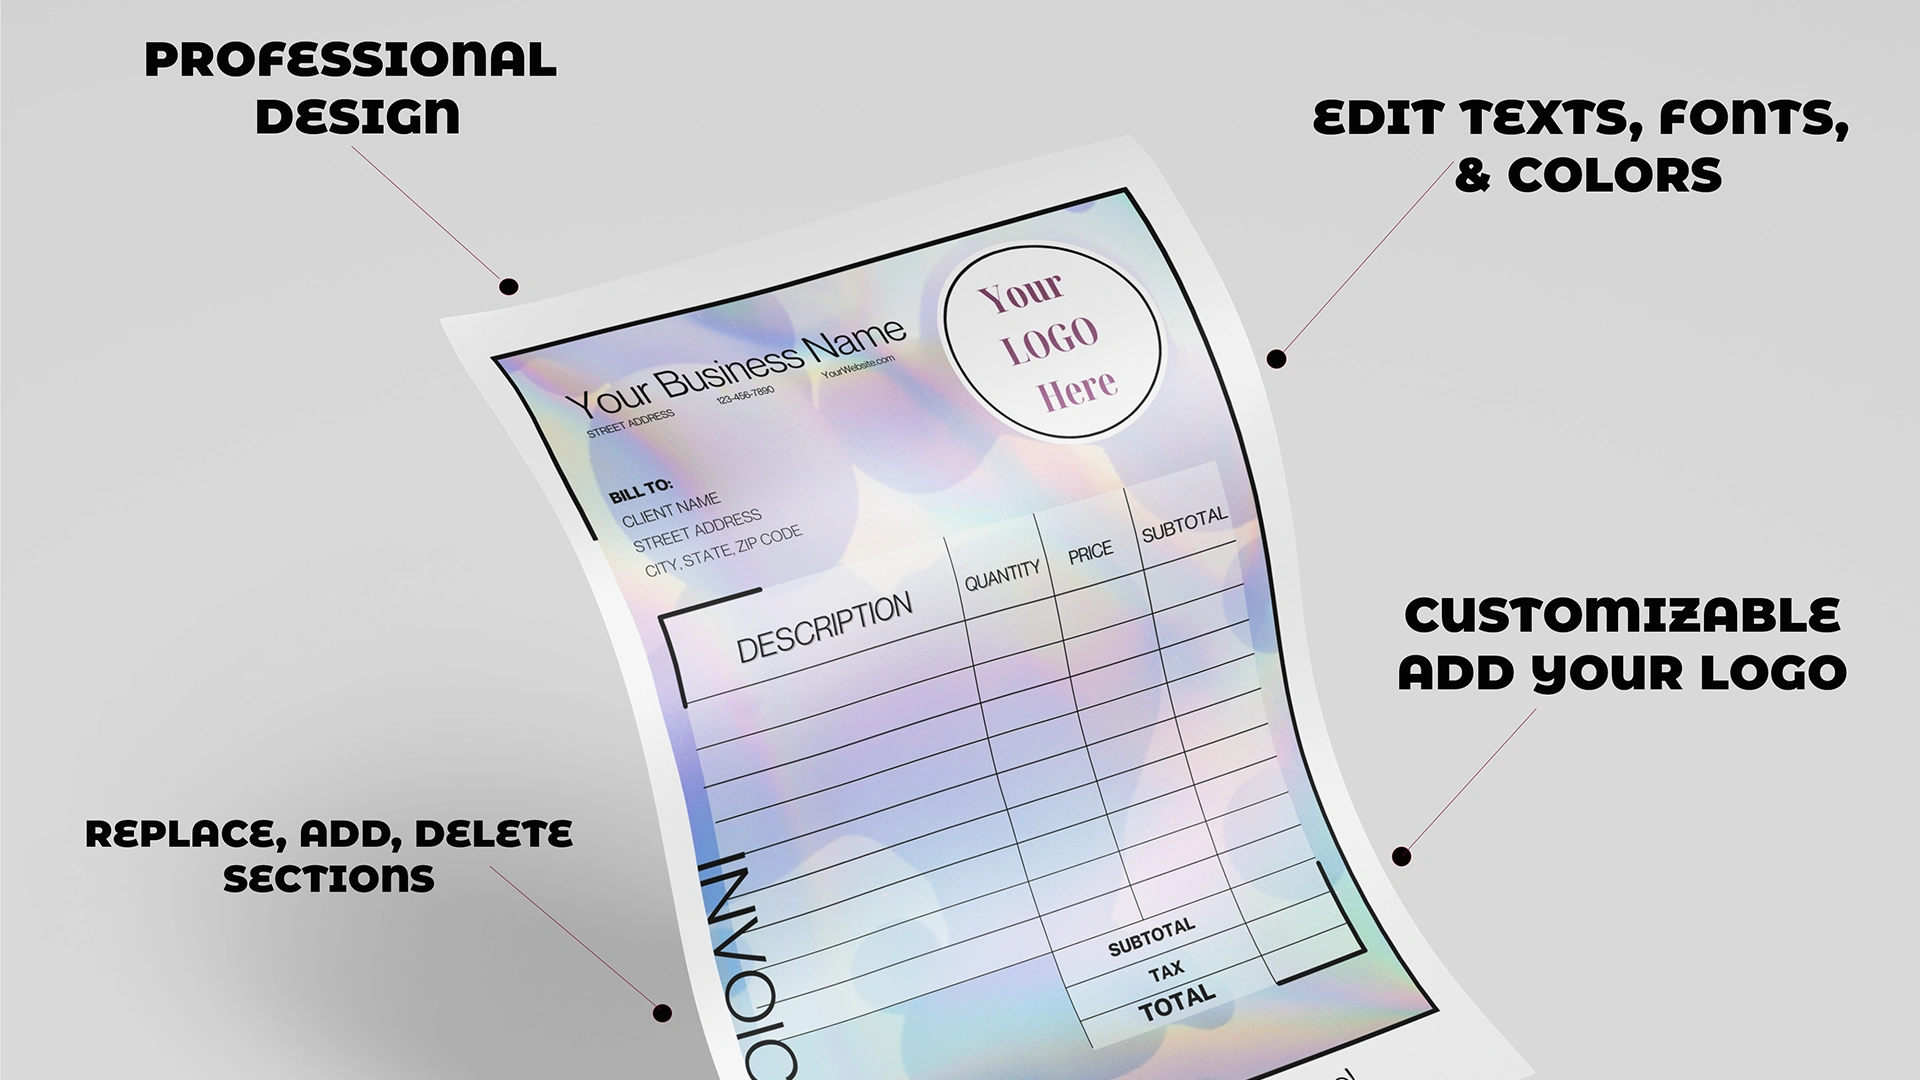 PROFESSIONAL
DESIGN
EDIT TEXTS, FONTS,
& COLORS
Your Business Name
STREET ADDRESS
123-456-7890
YourWebsite.com
Your
LOGO
Here
BILL TO:
CLIENT NAME
STREET ADDRESS
CITY, STATE, ZIP CODE
DESCRIPTION QUANTITY PRICE SUBTOTAL
CUSTOMIZABLE
ADD YOUR LOGO
REPLACE, ADD, DELETE
SECTIONS
INVOIC
SUBTOTAL
TAX
TOTAL